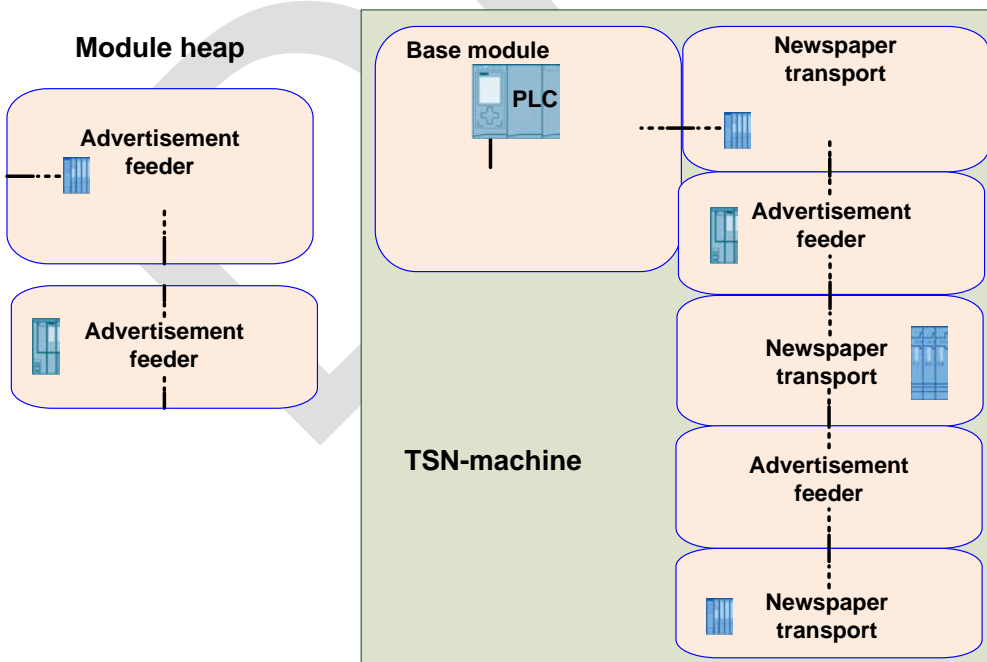 Module heap
Advertisement
feeder
Advertisement
feeder
Base module
PLC
Newspaper
transport
Advertisement
feeder
Newspaper
transport
TSN-machine
Advertisement
feeder
Newspaper
transport